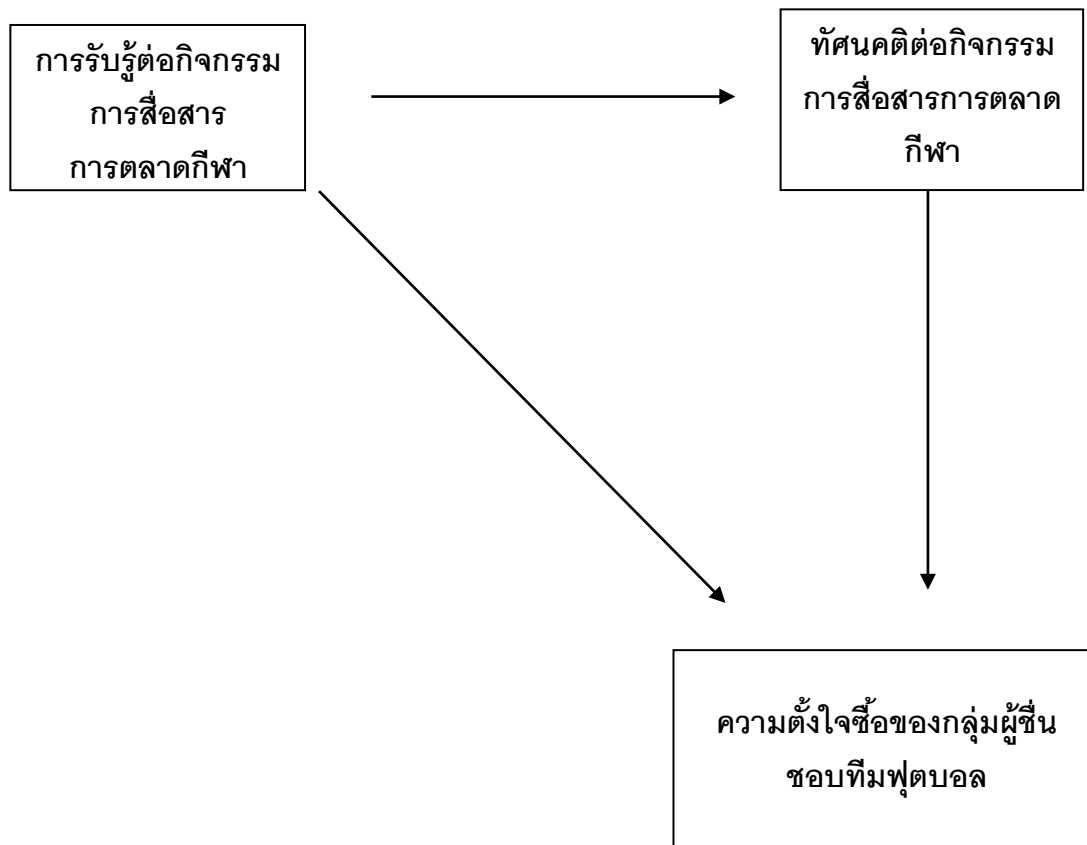 การรับรู้ต่อกิจกรรม
การสื่อสาร
การตลาดกีฬา
ทัศนคติต่อกิจกรรม
การสื่อสารการตลาด
กีฬา
ความตั้งใจซื้อของกลุ่มผู้ชื่น
ชอบทีมฟุตบอล